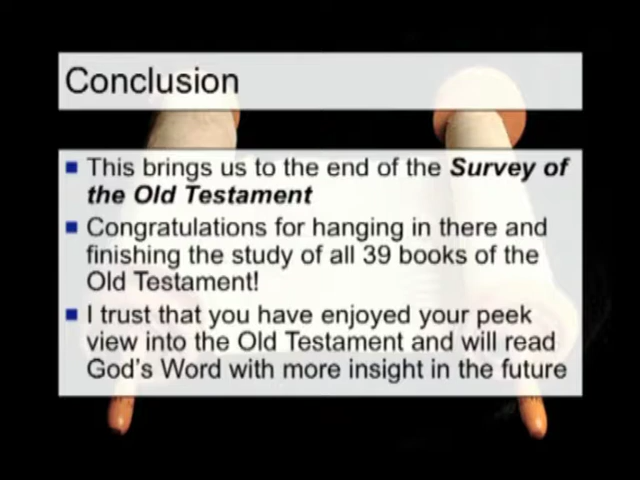 Conclusion
This brings us to the end of the Survey of
the Old Testament
Congratulations for hanging in there and
finishing the study of all 39 books of the
Old Testament!
I trust that you have enjoyed your peek
view into the Old Testament and will read
God's Word with more insight in the future